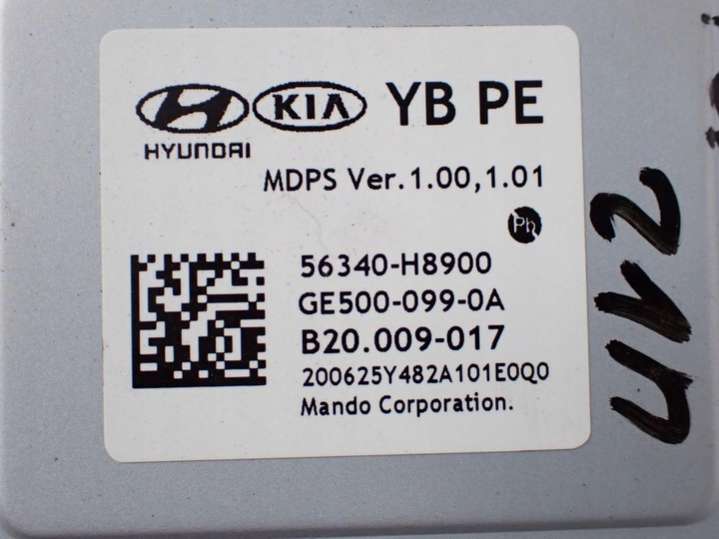 KIA YB PE
HYUNDAI
MDPS Ver.1.00,1.01
Ph
56340-H8900
GE500-099-0A
B20.009-017
200625Y482A101E0Q0
Mando Corporation.